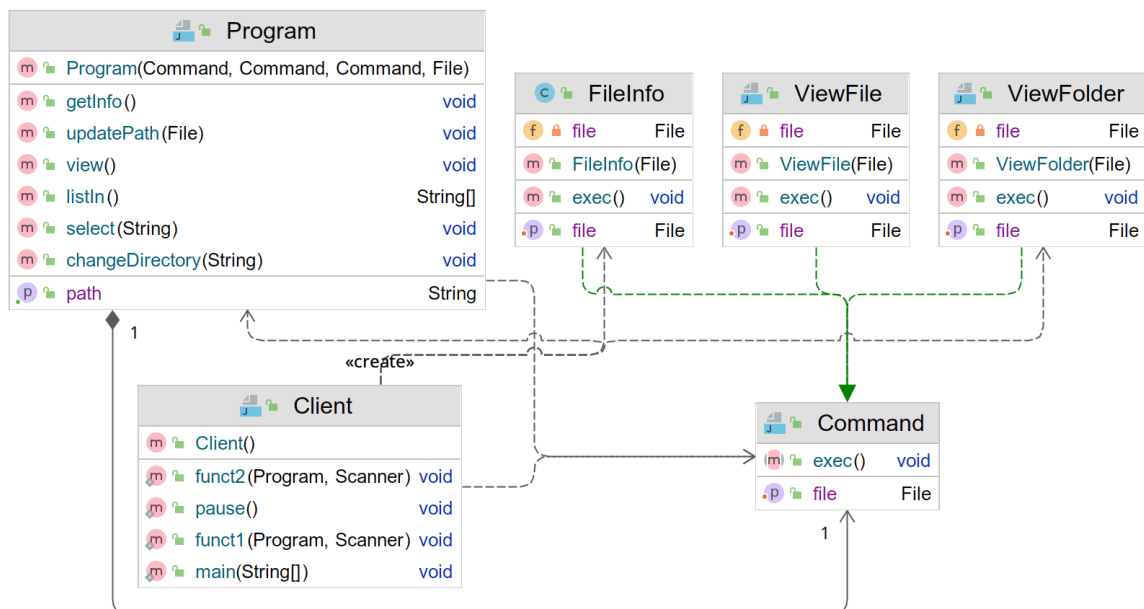 Program
Program(Command, Command, Command, File)
getInfo() void
updatePath(File) void
view() void
listIn() String[]
select(String) void
changeDirectory(String) void
path String
FileInfo
file File
FileInfo(File)
exec() void
file File
ViewFile
file File
ViewFile(File)
exec() void
file File
ViewFolder
file File
ViewFolder(File)
exec() void
file File
1
«create»
Client
Client()
funct2(Program, Scanner) void
pause() void
funct1(Program, Scanner) void
main(String[]) void
Command
exec() void
file File
1